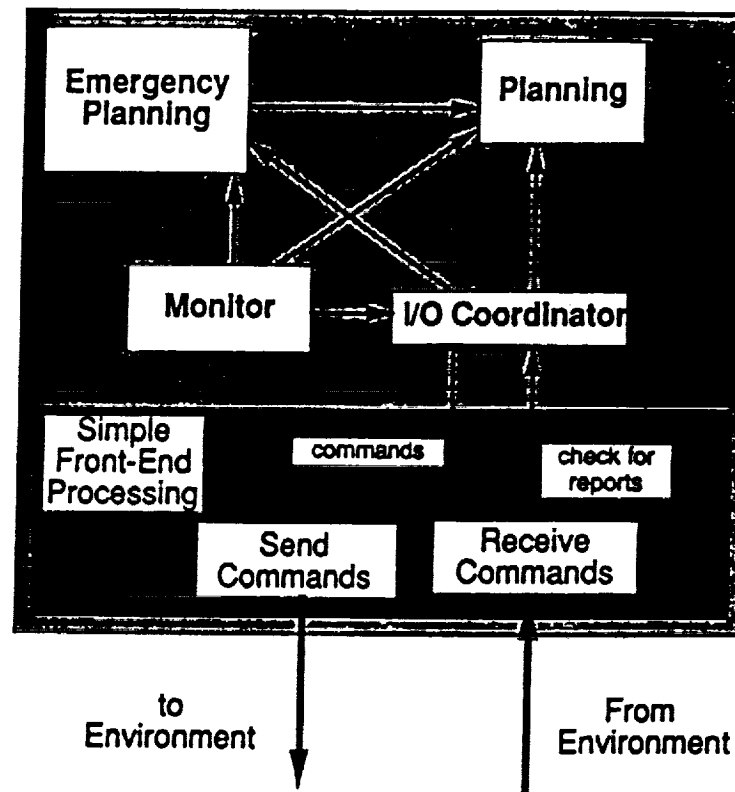 Emergency
Planning
Planning
Monitor
I/O Coordinator
Simple
Front-End
Processing
commands
check for
reports
Send
Commands
Receive
Commands
to
Environment
From
Environment